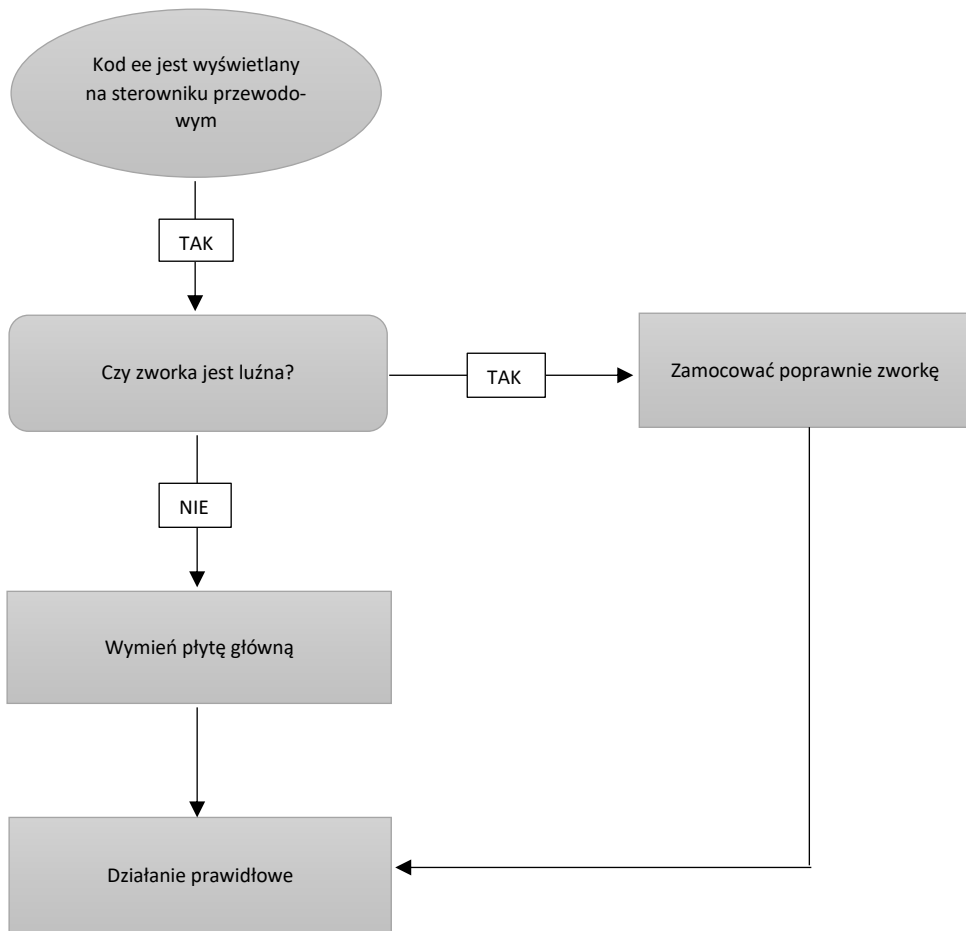 Kod ee jest wyświetlany
na sterowniku przewodo-
wym
TAK
Czy zworka jest luźna?
TAK
Zamocować poprawnie zworkę
NIE
Wymień płytę główną
Działanie prawidłowe